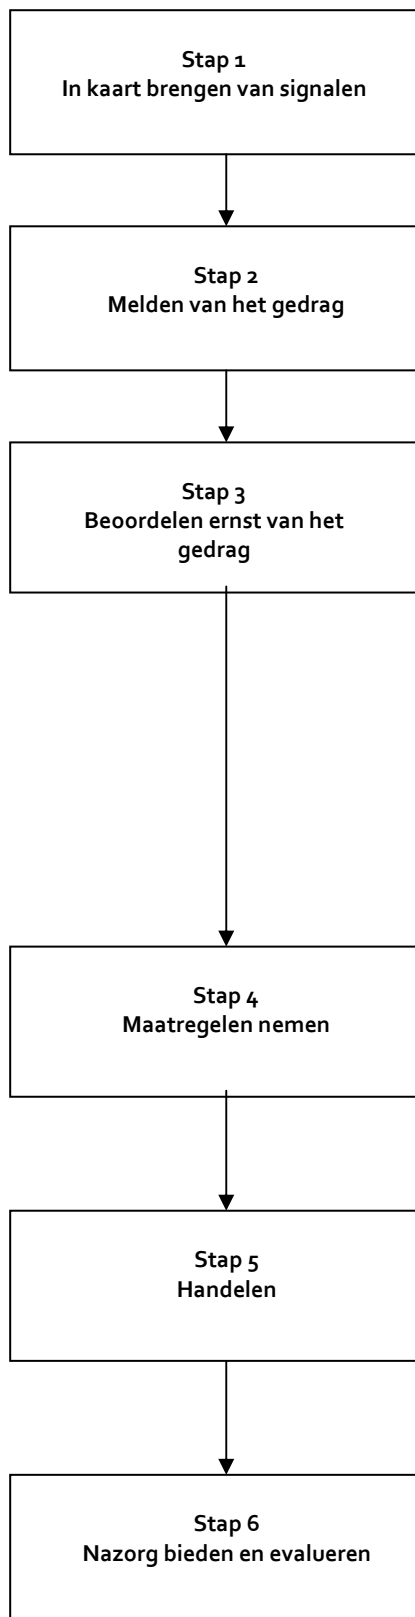 Stap 1
In kaart brengen van signalen
Stap 2
Melden van het gedrag
Stap 3
Beoordelen ernst van het
gedrag
Stap 4
Maatregelen nemen
Stap 5
Handelen
Stap 6
Nazorg bieden en evalueren